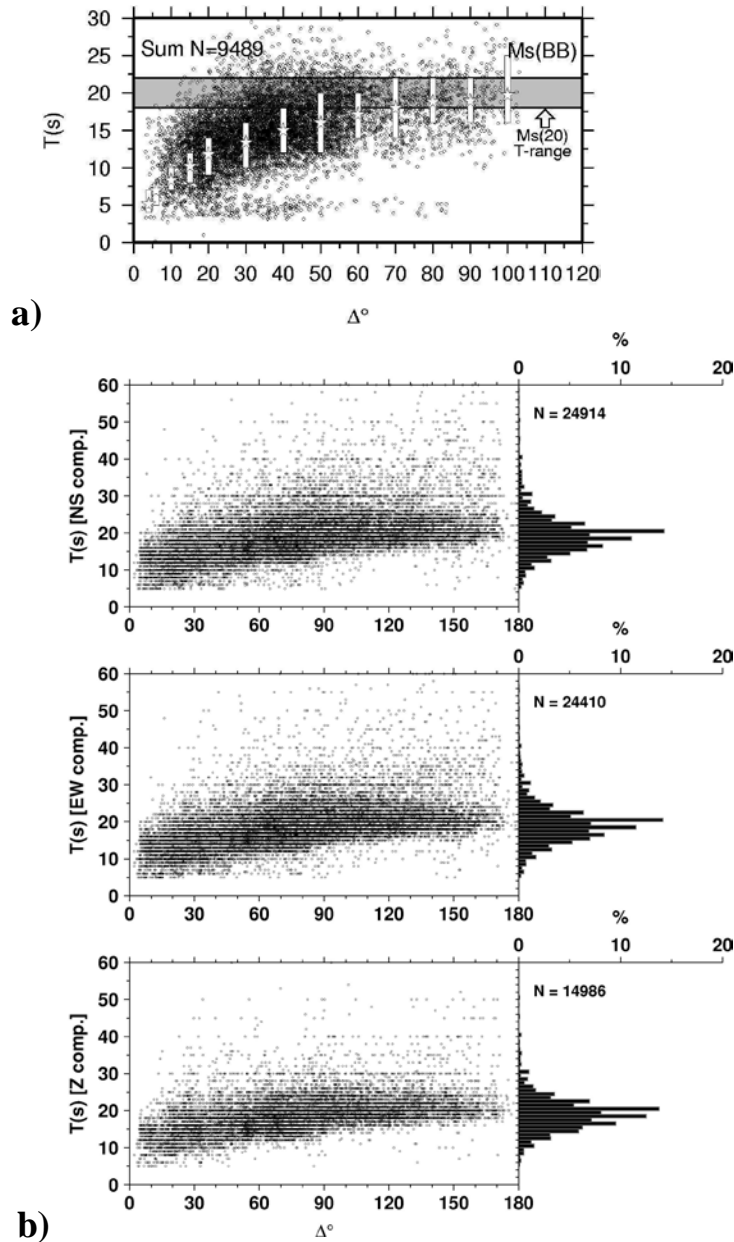 30
25
20
15
10
5
0
T(s)
Sum N=9489
Ms(BB)
Ms(20)
T-range
0 10 20 30 40 50 60 70 80 90 100 110 120
Δ°
a)
%
0 10 20
60
50
40
30
20
10
0
T(s) [NS comp.]
N = 24914
0 30 60 90 120 150 180
%
0 10 20
60
50
40
30
20
10
0
T(s) [EW comp.]
N = 24410
0 30 60 90 120 150 180
%
0 10 20
60
50
40
30
20
10
0
T(s) [Z comp.]
N = 14986
0 30 60 90 120 150 180
Δ°
b)